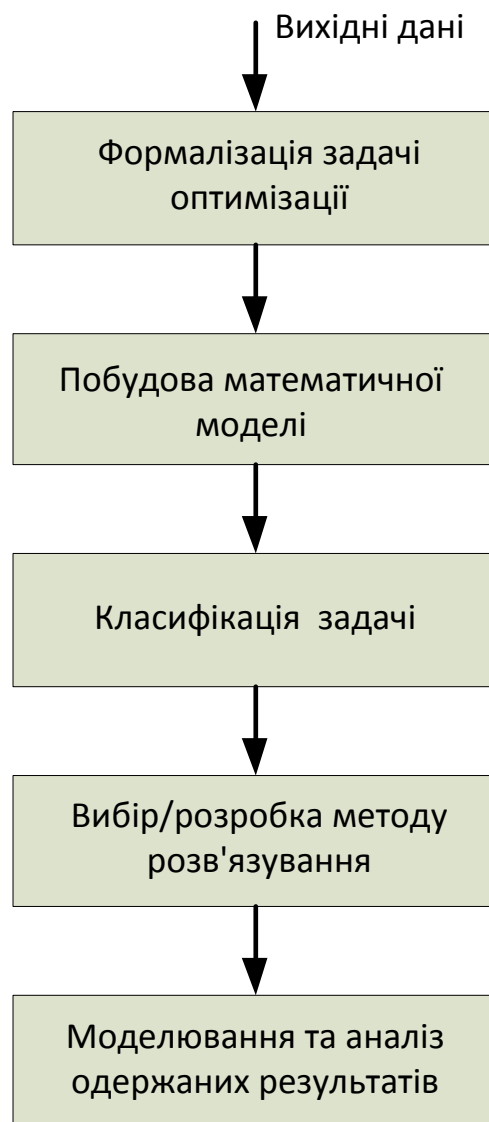 Вихідні дані
Формалізація задачі
оптимізації
Побудова математичної
моделі
Класифікація  задачі
Вибір/розробка методу
розв'язування
Моделювання та аналіз
одержаних результатів